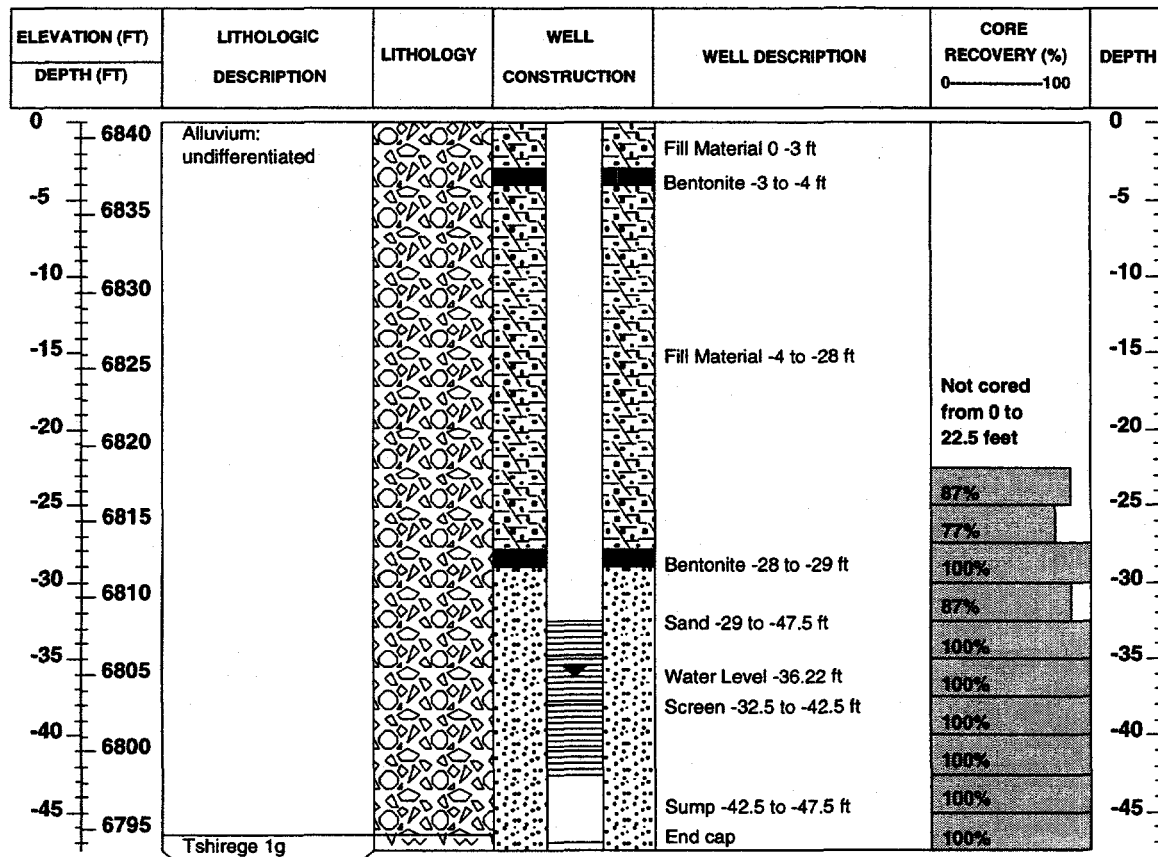 ELEVATION (FT)
DEPTH (FT)
LITHOLOGIC
DESCRIPTION
LITHOLOGY
WELL
CONSTRUCTION
WELL DESCRIPTION
CORE
RECOVERY (%)
0----------------100
DEPTH
0
-5
-10
-15
-20
-25
-30
-35
-40
-45
6840
6835
6830
6825
6820
6815
6810
6805
6800
6795
Alluvium:
undifferentiated
Tshirege 1g
Fill Material 0 -3 ft
Bentonite -3 to -4 ft
Fill Material -4 to -28 ft
Bentonite -28 to -29 ft
Sand -29 to -47.5 ft
Water Level -36.22 ft
Screen -32.5 to -42.5 ft
Sump -42.5 to -47.5 ft
End cap
Not cored
from 0 to
22.5 feet
87%
77%
100%
87%
100%
100%
100%
100%
100%
100%
0
-5
-10
-15
-20
-25
-30
-35
-40
-45